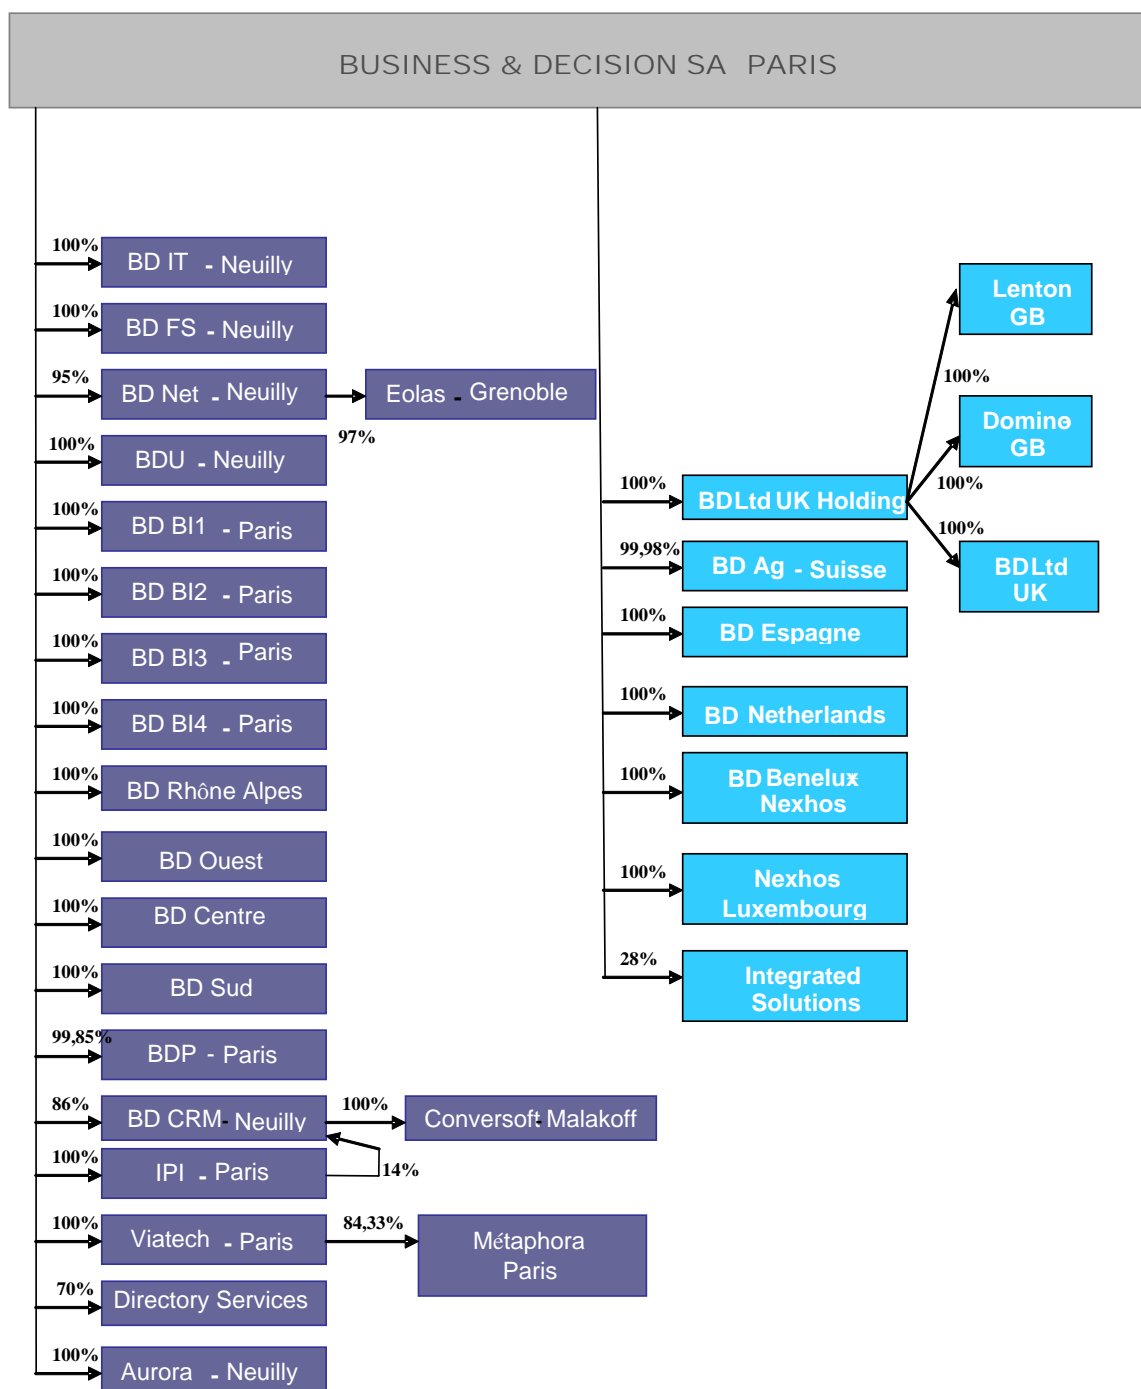 BUSINESS & DECISION SA PARIS
100%
BD IT - Neuilly
100%
BD FS - Neuilly
95%
BD Net - Neuilly
97%
Eolas - Grenoble
100%
BDU - Neuilly
100%
BD BI1 - Paris
100%
BD BI2 - Paris
100%
BD BI3 - Paris
100%
BD BI4 - Paris
100%
BD Rhône Alpes
100%
BD Ouest
100%
BD Centre
100%
BD Sud
99,85%
BDP - Paris
86%
BD CRM- Neuilly
100%
Conversoft- Malakoff
100%
IPI - Paris
14%
100%
Viatech - Paris
84,33%
Métaphora
Paris
70%
Directory Services
100%
Aurora - Neuilly
100%
BDLtd UK Holding
100%
Lenton
GB
100%
Domino
GB
100%
BDLtd
UK
99,98%
BD Ag - Suisse
100%
BD Espagne
100%
BD Netherlands
100%
BD Benelux
Nexhos
100%
Nexhos
Luxembourg
28%
Integrated
Solutions